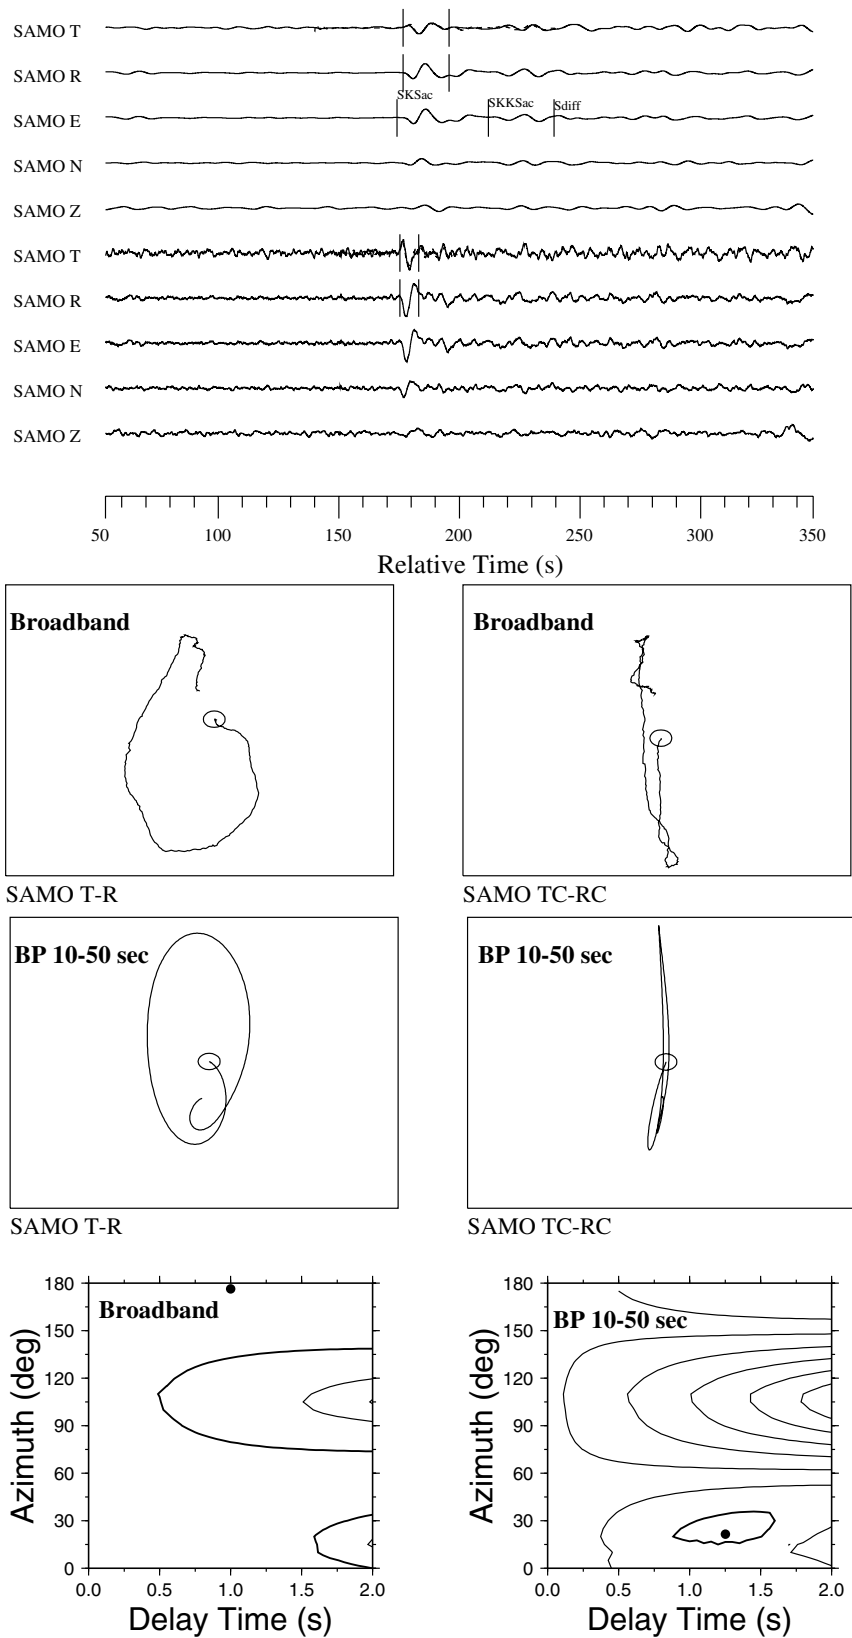 SAMO T
SAMO R
SKSac
SKKSac
Sdiff
SAMO E
SAMO N
SAMO Z
SAMO T
SAMO R
SAMO E
SAMO N
SAMO Z
50 100 150 200 250 300 350
Relative Time (s)
Broadband
Broadband
SAMO T-R
SAMO TC-RC
BP 10-50 sec
BP 10-50 sec
SAMO T-R
SAMO TC-RC
Azimuth (deg)
180
150
120
90
60
30
0
Broadband
0.0 0.5 1.0 1.5 2.0
Delay Time (s)
Azimuth (deg)
180
150
120
90
60
30
0
BP 10-50 sec
0.0 0.5 1.0 1.5 2.0
Delay Time (s)